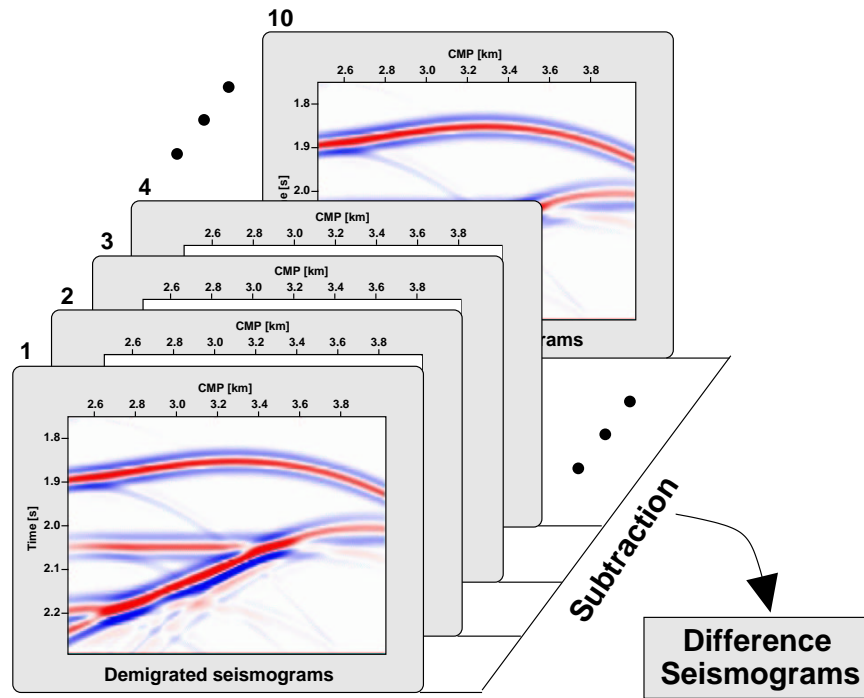 10
CMP [km]
2.6 2.8 3.0 3.2 3.4 3.6 3.8
1.8
1.9
2.0
e [s]
rams
4
CMP [km]
2.6 2.8 3.0 3.2 3.4 3.6 3.8
3
CMP [km]
2.6 2.8 3.0 3.2 3.4 3.6 3.8
2
CMP [km]
2.6 2.8 3.0 3.2 3.4 3.6 3.8
1
CMP [km]
2.6 2.8 3.0 3.2 3.4 3.6 3.8
1.8
1.9
2.0
2.1
2.2
Time [s]
Demigrated seismograms
Subtraction
Difference
Seismograms